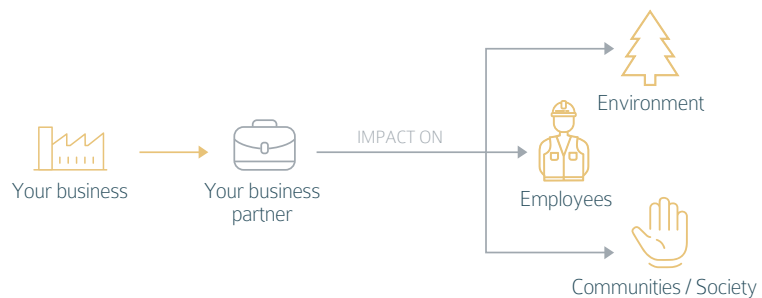 Your business
Your business
partner
IMPACT ON
Environment
Employees
Communities / Society